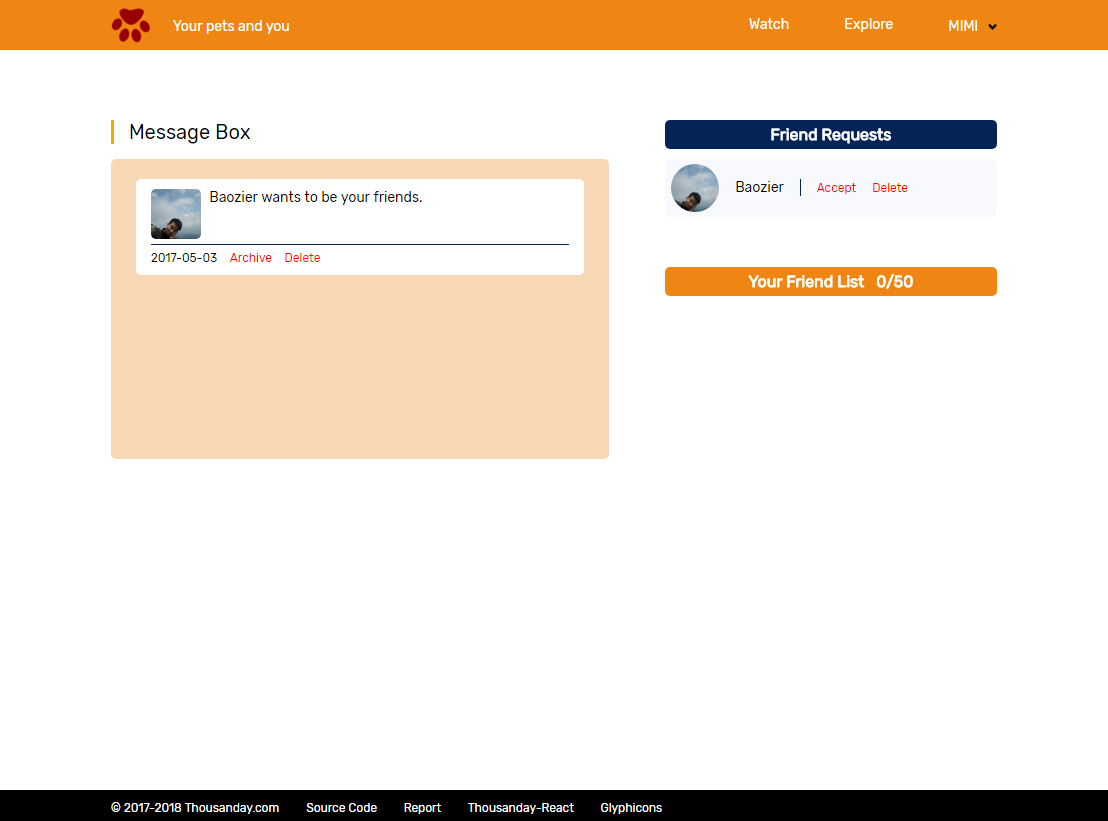 Your pets and you
Watch
Explore
MIMI
Message Box
Baozier wants to be your friends.
2017-05-03 Archive Delete
Friend Requests
Baozier Accept Delete
Your Friend List 0/50
© 2017-2018 Thousanday.com Source Code Report Thousanday-React Glyphicons